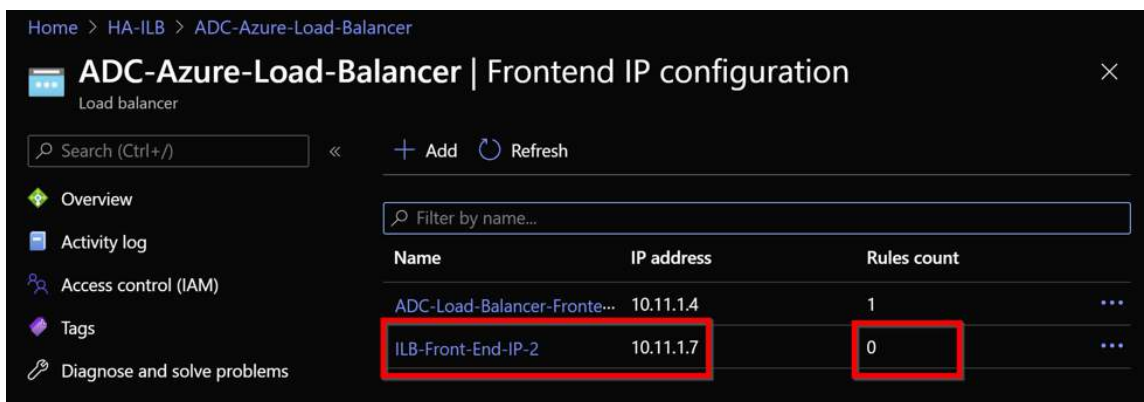 Home > HA-ILB > ADC-Azure-Load-Balancer
ADC-Azure-Load-Balancer | Frontend IP configuration
Load balancer
Search (Ctrl+/)
Overview
Activity log
Access control (IAM)
Tags
Diagnose and solve problems
Add Refresh
Filter by name...
Name IP address Rules count
ADC-Load-Balancer-Fronte··· 10.11.1.4 1
ILB-Front-End-IP-2 10.11.1.7 0